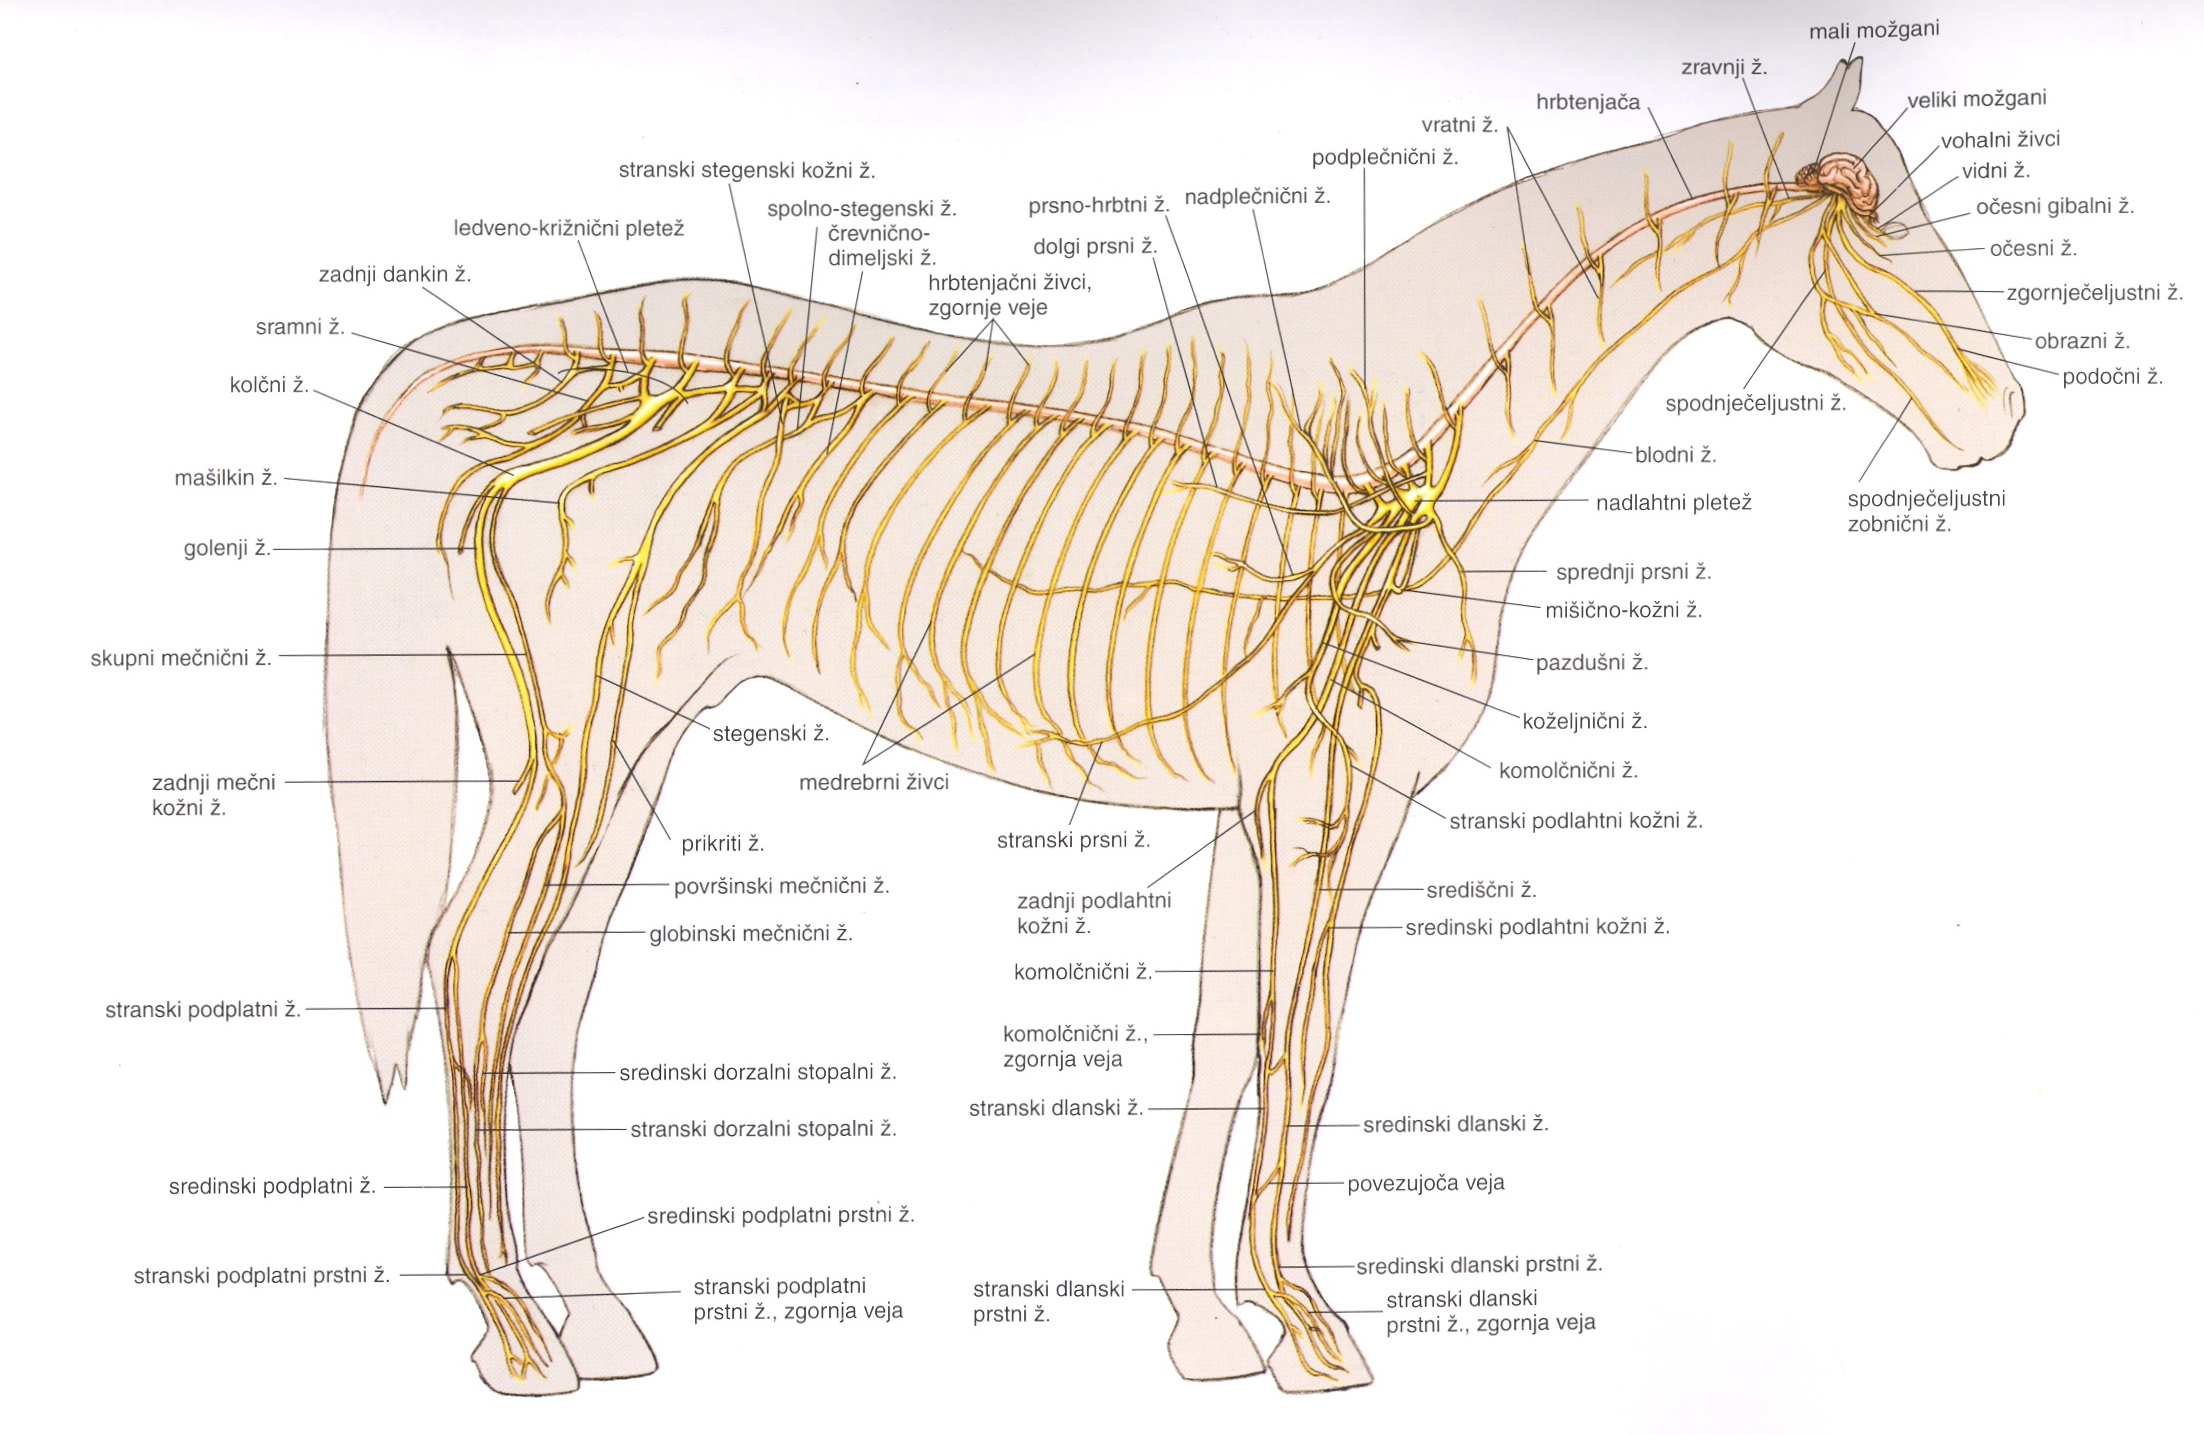 mali možgani
zravnji ž.
hrbtenjača
veliki možgani
vratni ž.
vohalni živci
podplečnični ž.
vidni ž.
stranski stegenski kožni ž.
nadplečnični ž.
prsno-hrbtni ž.
očesni gibalni ž.
spolno-stegenski ž.
ledveno-križnični pletež
črevnično-
dimeljski ž.
dolgi prsni ž.
očesni ž.
zadnji dankin ž.
hrbtenjačni živci,
zgornje veje
zgornječeljustni ž.
sramni ž.
obrazni ž.
kolčni ž.
podočni ž.
spodnječeljustni ž.
blodni ž.
mašilkin ž.
nadlahtni pletež
spodnječeljustni
zobnični ž.
golenji ž.
sprednji prsni ž.
mišično-kožni ž.
skupni mečnični ž.
pazdušni ž.
stegenski ž.
koželjnični ž.
zadnji mečni
kožni ž.
medrebrni živci
komolčnični ž.
stranski podlahtni kožni ž.
prikriti ž.
stranski prsni ž.
površinski mečnični ž.
zadnji podlahtni
kožni ž.
središčni ž.
globinski mečnični ž.
sredinski podlahtni kožni ž.
komolčnični ž.
stranski podplatni ž.
komolčnični ž.,
zgornja veja
sredinski dorzalni stopalni ž.
stranski dlanski ž.
stranski dorzalni stopalni ž.
sredinski dlanski ž.
sredinski podplatni ž.
povezujoča veja
sredinski podplatni prstni ž.
stranski podplatni prstni ž.
sredinski dlanski prstni ž.
stranski podplatni
prstni ž., zgornja veja
stranski dlanski
prstni ž.
stranski dlanski
prstni ž., zgornja veja